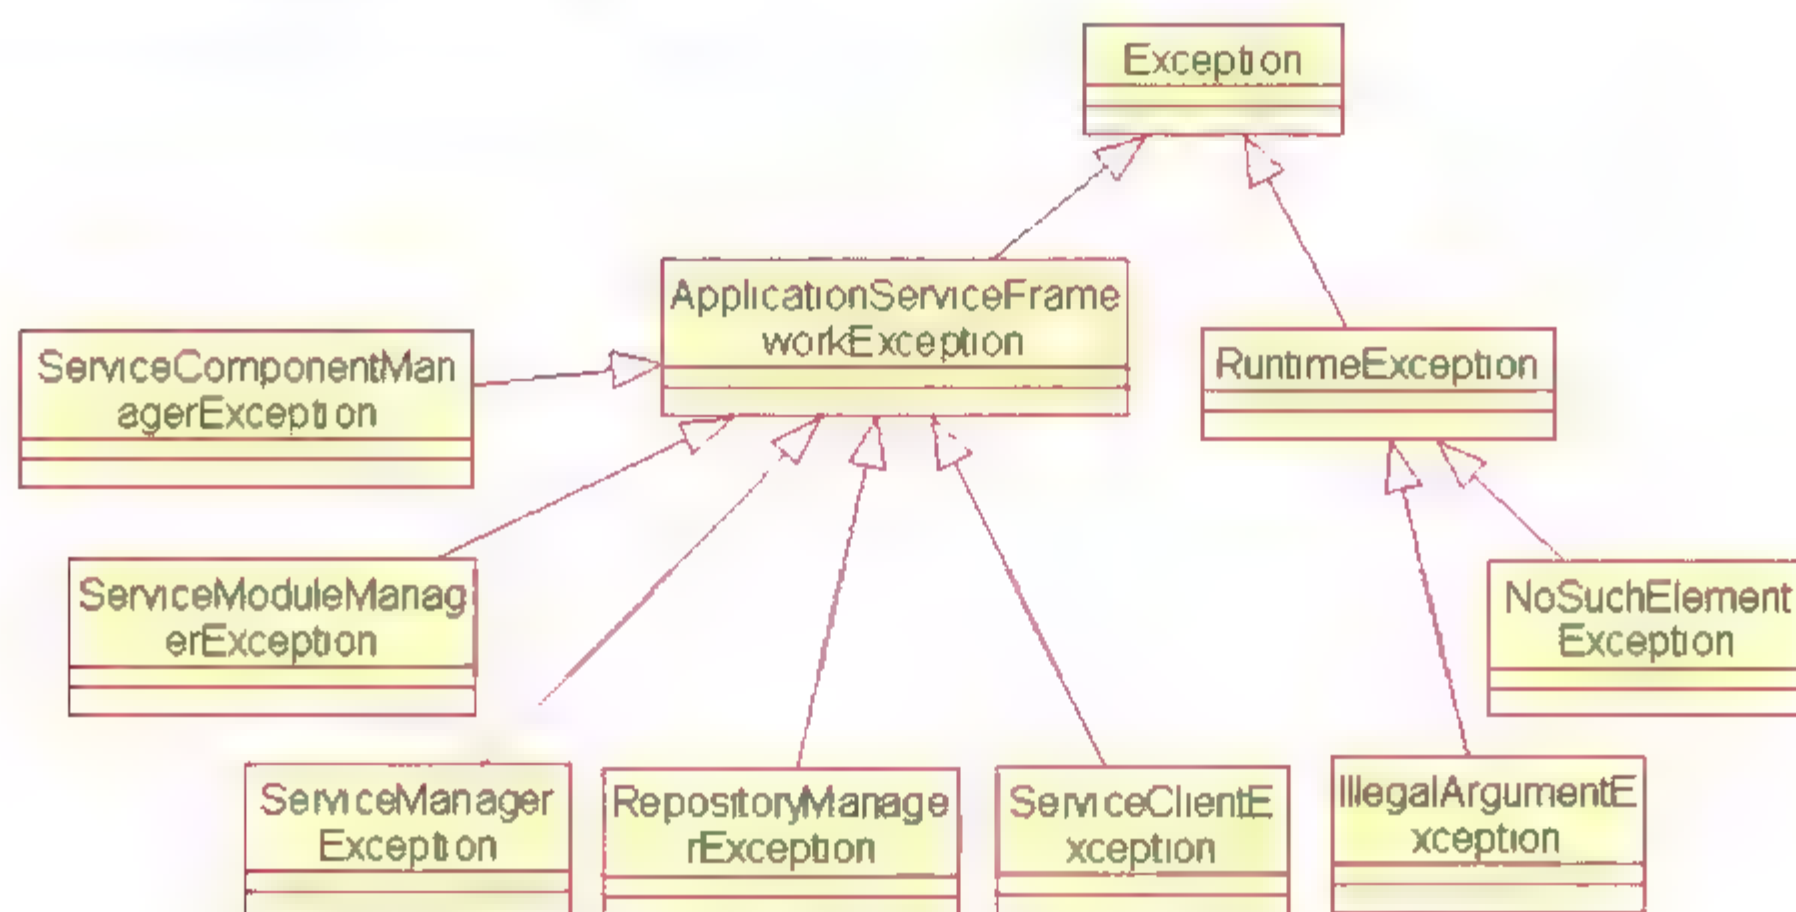 Exception
ApplicationServiceFrame
workException
ServiceComponentMan
agerException
RuntimeException
ServiceModuleManag
erException
NoSuchElement
Exception
ServiceManager
Exception
RepositoryManage
rException
ServiceClientE
xception
IllegalArgumentE
xception